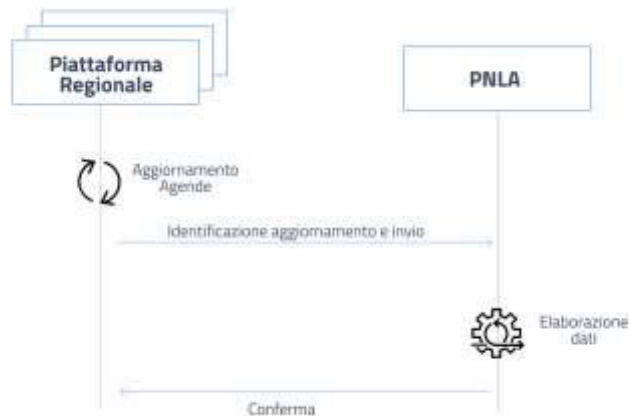 Piattaforma
Regionale
PNLA
Aggiornamento
Agende
Identificazione aggiornamento e invio
Elaborazione
dati
Conferma